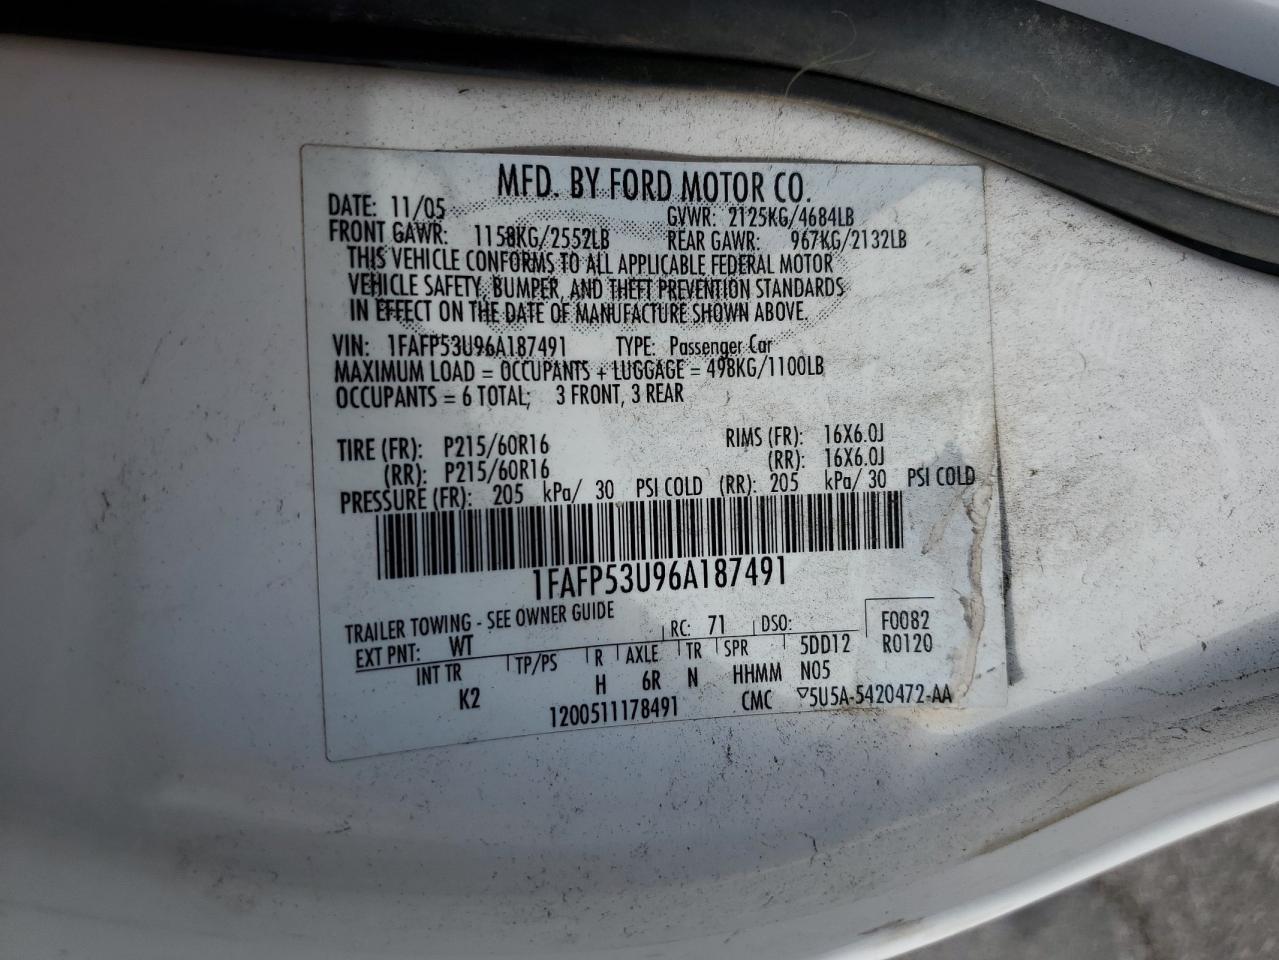 MFD. BY FORD MOTOR CO.
DATE: 11/05 GVWR: 2125KG/4684LB
FRONT GAWR: 1158KG/2552LB REAR GAWR: 967KG/2132LB
THIS VEHICLE CONFORMS TO ALL APPLICABLE FEDERAL MOTOR
VEHICLE SAFETY, BUMPER, AND THEFT PREVENTION STANDARDS
IN EFFECT ON THE DATE OF MANUFACTURE SHOWN ABOVE.
VIN: 1FAFP53U96A187491 TYPE: Passenger Car
MAXIMUM LOAD = OCCUPANTS + LUGGAGE = 498KG/1100LB
OCCUPANTS = 6 TOTAL; 3 FRONT, 3 REAR
TIRE (FR): P215/60R16 RIMS (FR): 16X6.0J
(RR): P215/60R16 (RR): 16X6.0J
PRESSURE (FR): 205 kPa/ 30 PSI COLD (RR): 205 kPa/ 30 PSI COLD
1FAFP53U96A187491
TRAILER TOWING - SEE OWNER GUIDE
EXT PNT: WT RC: 71 DSO: F0082
INT TR TP/PS R AXLE TR SPR 5DD12 R0120
K2 H 6R N HHMM N05
1200511178491 CMC ▽5U5A-5420472-AA